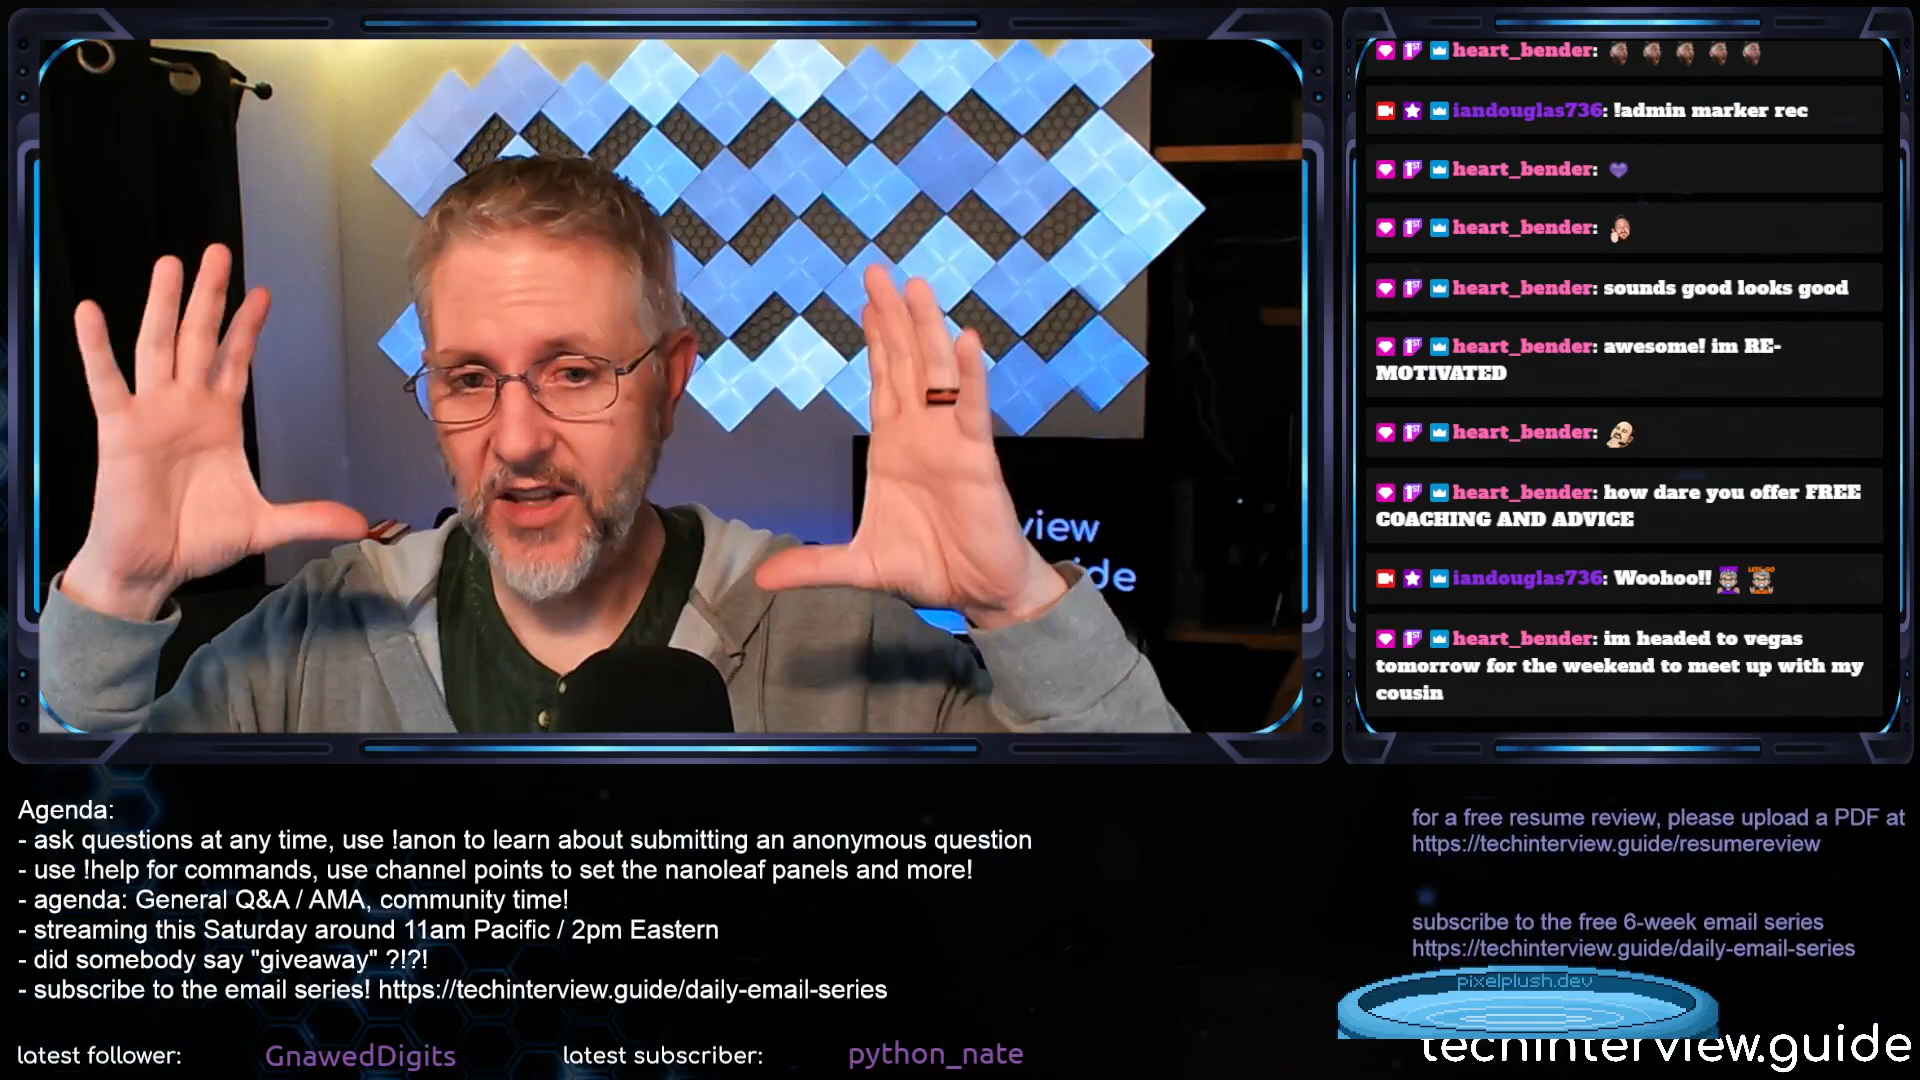 view
ide
heart_bender:
iandouglas736: !admin marker rec
heart_bender:
heart_bender:
heart_bender: sounds good looks good
heart_bender: awesome! im RE-
MOTIVATED
heart_bender:
heart_bender: how dare you offer FREE
COACHING AND ADVICE
iandouglas736: Woohoo!!
heart_bender: im headed to vegas
tomorrow for the weekend to meet up with my
cousin
Agenda:
- ask questions at any time, use !anon to learn about submitting an anonymous question
- use !help for commands, use channel points to set the nanoleaf panels and more!
- agenda: General Q&A / AMA, community time!
- streaming this Saturday around 11am Pacific / 2pm Eastern
- did somebody say "giveaway" ?!?!
- subscribe to the email series! https://techinterview.guide/daily-email-series
latest follower: GnawedDigits latest subscriber: python_nate
for a free resume review, please upload a PDF at
https://techinterview.guide/resumereview
subscribe to the free 6-week email series
https://techinterview.guide/daily-email-series
pixelplush.dev
techinterview.guide